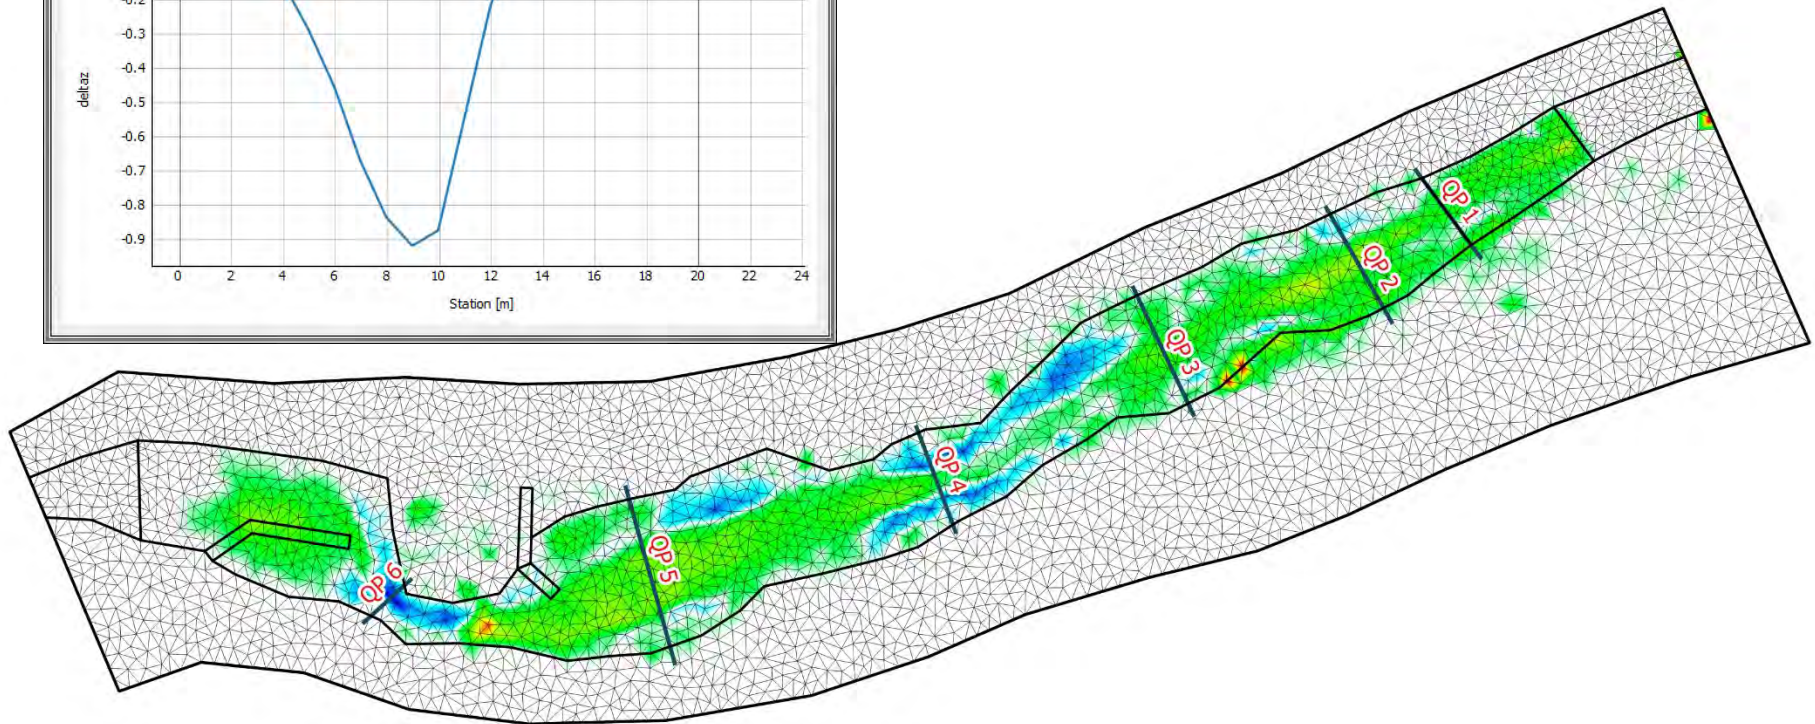 -0.2
-0.3
-0.4
-0.5
-0.6
-0.7
-0.8
-0.9
deltaz
0 2 4 6 8 10 12 14 16 18 20 22 24
Station [m]
QP 1
QP 2
QP 3
QP 4
QP 5
QP 6